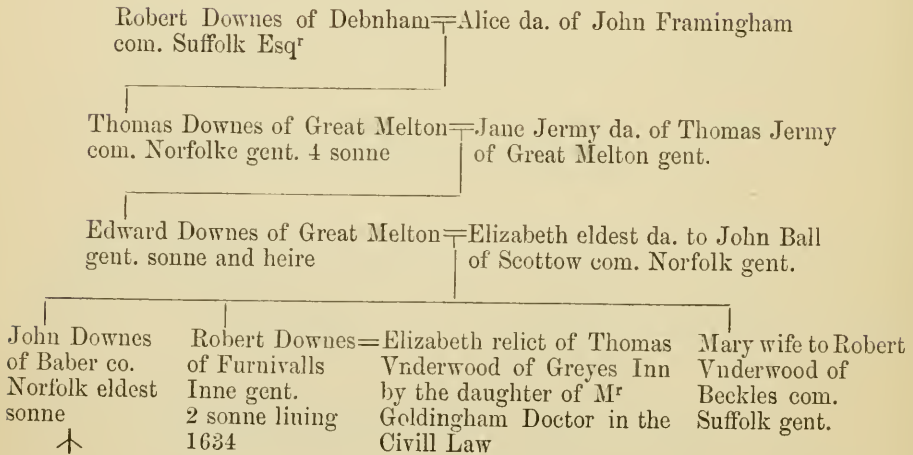 Robert Downes of Debnham=Alice da. of John Framingham
com. Suffolk Esqr
Thomas Downes of Great Melton=Jane Jermy da. of Thomas Jermy
com. Norfolke gent. 4 sonne of Great Melton gent.
Edward Downes of Great Melton=Elizabeth eldest da. to John Ball
gent. sonne and heire of Scottow com. Norfolk gent.
John Downes
of Baber co.
Norfolk eldest
sonne
Robert Downes=
of Furnivalls
Inne gent.
2 sonne liuing
1634
Elizabeth relict of Thomas
Vnderwood of Greyes Inn
by the daughter of Mr
Goldingham Doctor in the
Civill Law
Mary wife to Robert
Vnderwood of
Beckles com.
Suffolk gent.